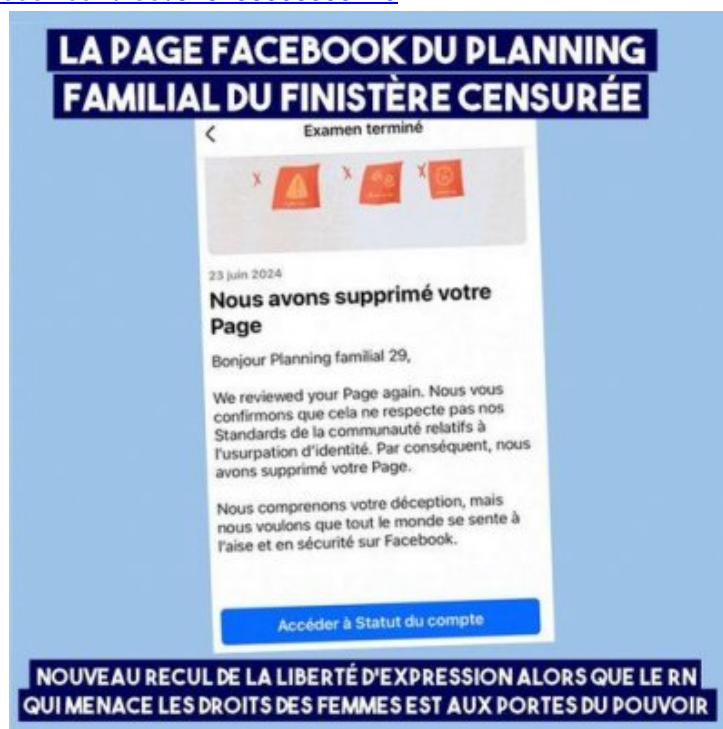 LA PAGE FACEBOOK DU PLANNING
FAMILIAL DU FINISTÈRE CENSURÉE
Examen terminé
23 juin 2024
Nous avons supprimé votre
Page
Bonjour Planning familial 29,
We reviewed your Page again. Nous vous
confirmons que cela ne respecte pas nos
Standards de la communauté relatifs à
l'usurpation d'identité. Par conséquent, nous
avons supprimé votre Page.
Nous comprenons votre déception, mais
nous voulons que tout le monde se sente à
l'aise et en sécurité sur Facebook.
Accéder à Statut du compte
NOUVEAU RECUL DE LA LIBERTÉ D'EXPRESSION ALORS QUE LE RN
QUI MENACE LES DROITS DES FEMMES EST AUX PORTES DU POUVOIR